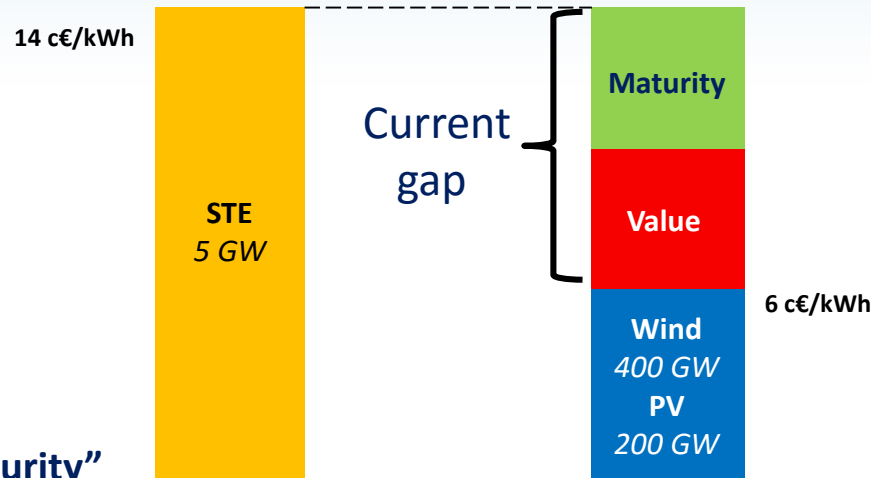 14 c€/kWh
Maturity
Current
gap
STE
5 GW
Value
6 c€/kWh
Wind
400 GW
PV
200 GW
urity”